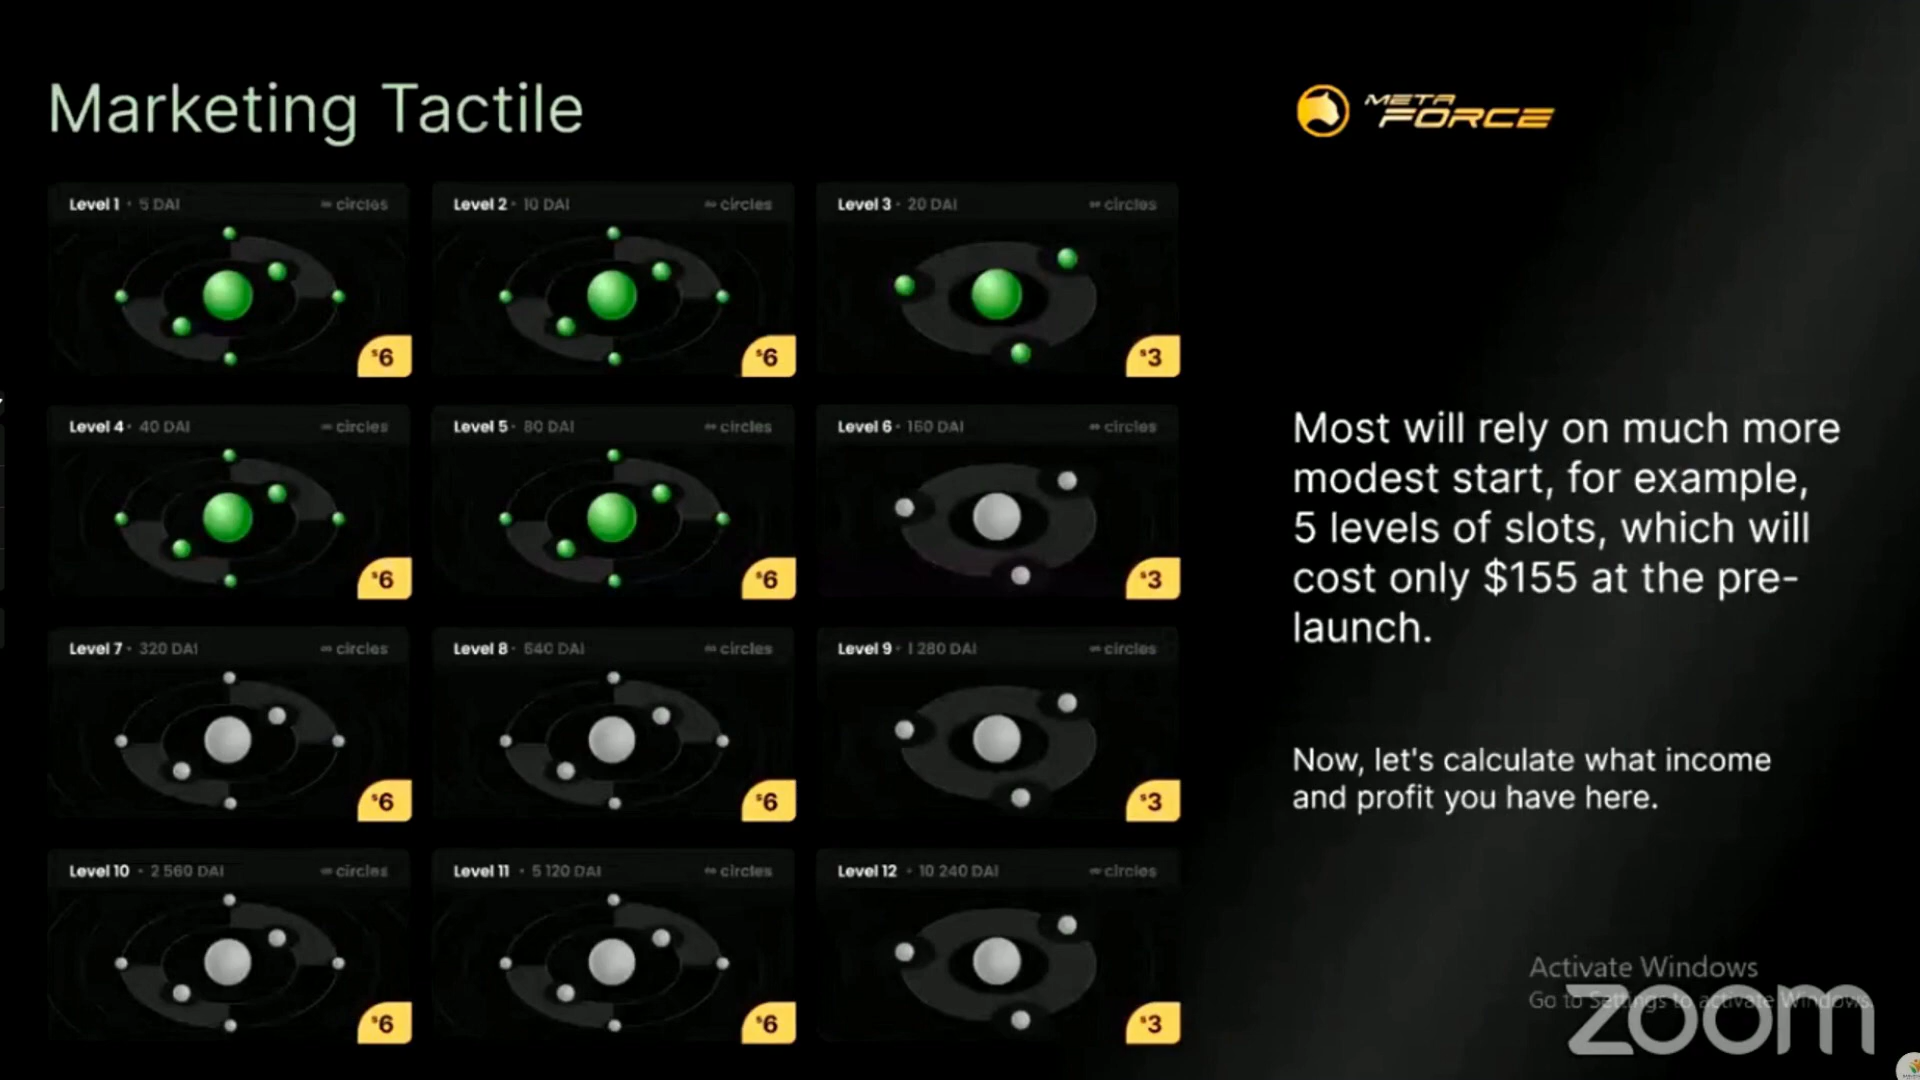 Marketing Tactile
META
FORCE
Level 1 • 5 DAI ∞ circles
Level 2 • 10 DAI ∞ circles
Level 3 • 20 DAI ∞ circles
$6
$6
$3
Level 4 • 40 DAI ∞ circles
Level 5 • 80 DAI ∞ circles
Level 6 • 160 DAI ∞ circles
$6
$6
$3
Level 7 • 320 DAI ∞ circles
Level 8 • 640 DAI ∞ circles
Level 9 • 1 280 DAI ∞ circles
$6
$6
$3
Level 10 • 2 560 DAI ∞ circles
Level 11 • 5 120 DAI ∞ circles
Level 12 • 10 240 DAI ∞ circles
$6
$6
$3
Most will rely on much more
modest start, for example,
5 levels of slots, which will
cost only $155 at the pre-
launch.
Now, let's calculate what income
and profit you have here.
Activate Windows
Go to Settings to activate Windows.
zoom